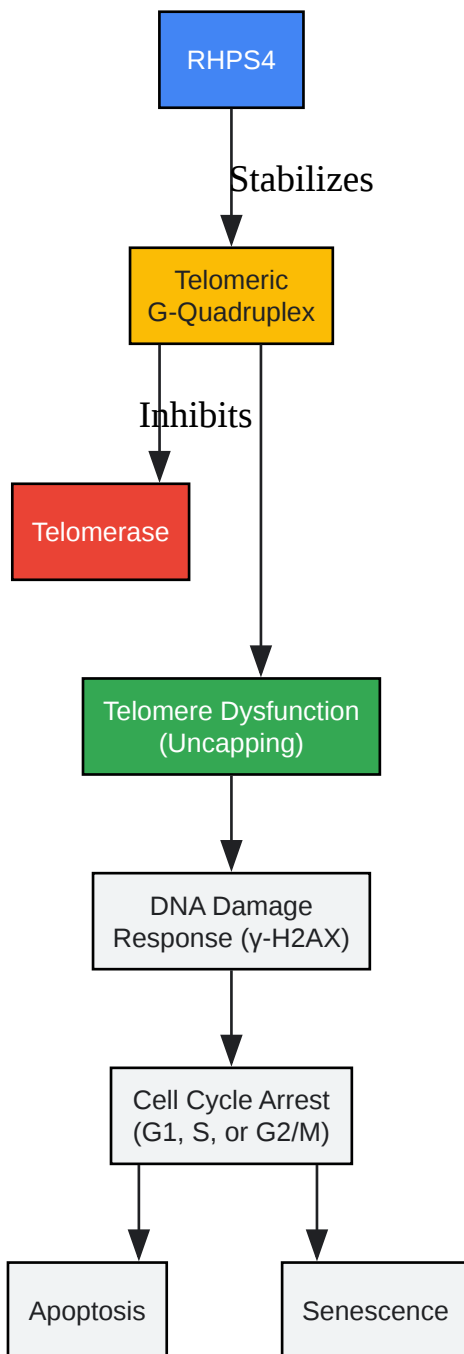 RHPS4
Stabilizes
Telomeric
G-Quadruplex
Inhibits
Telomerase
Telomere Dysfunction
(Uncapping)
DNA Damage
Response (γ-H2AX)
Cell Cycle Arrest
(G1, S, or G2/M)
Apoptosis
Senescence